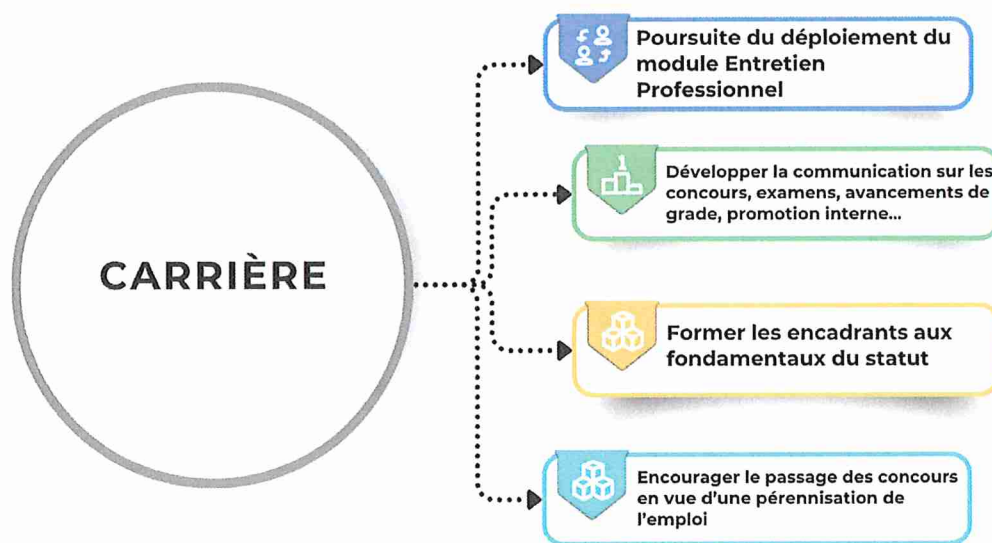 CARRIÈRE
Poursuite du déploiement du
module Entretien
Professionnel
1
Développer la communication sur les
concours, examens, avancements de
grade, promotion interne...
Former les encadrants aux
fondamentaux du statut
Encourager le passage des concours
en vue d'une pérennisation de
l'emploi